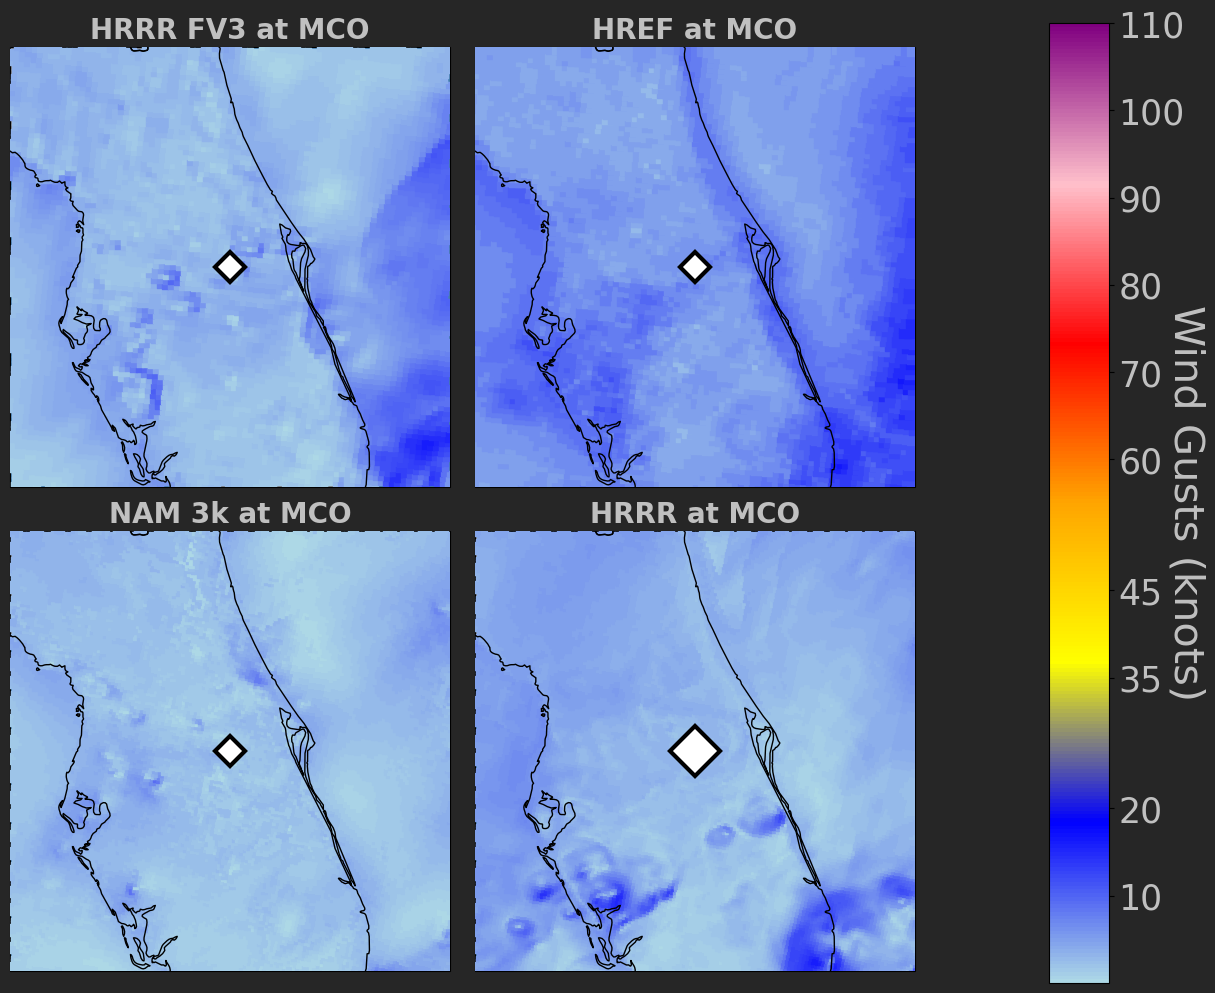 HRRR FV3 at MCO
HREF at MCO
NAM 3k at MCO
HRRR at MCO
110
100
90
80
70
60
45
35
20
10
Wind Gusts (knots)